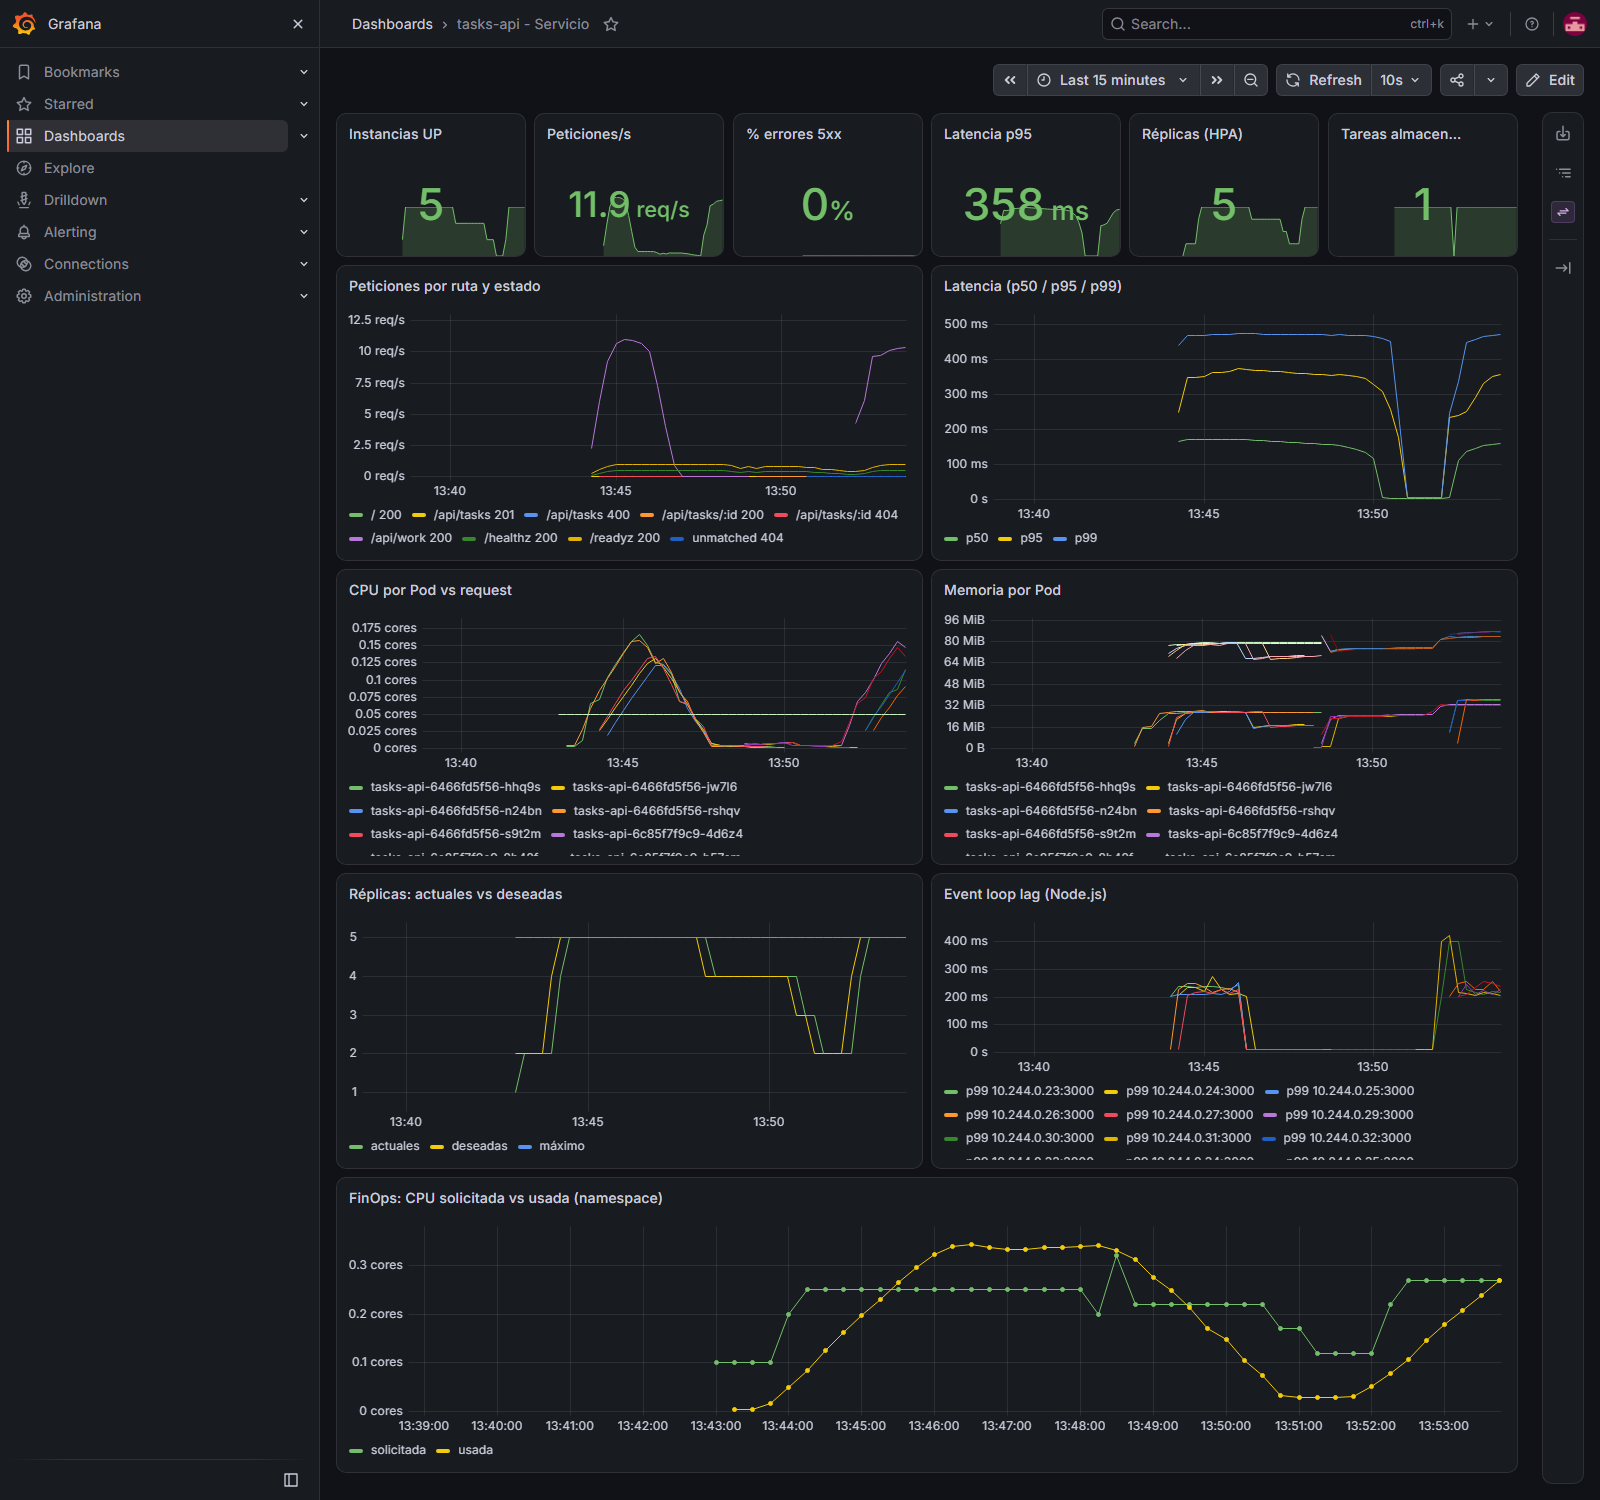 Grafana
Dashboards › tasks-api - Servicio
Search...
ctrl+k
Bookmarks
Starred
Dashboards
Explore
Drilldown
Alerting
Connections
Administration
Last 15 minutes
Refresh
10s
Edit
Instancias UP
5
Peticiones/s
11.9 req/s
% errores 5xx
0%
Latencia p95
358 ms
Réplicas (HPA)
5
Tareas almacen...
1
Peticiones por ruta y estado
12.5 req/s
10 req/s
7.5 req/s
5 req/s
2.5 req/s
0 req/s
13:40 13:45 13:50
/ 200 /api/tasks 201 /api/tasks 400 /api/tasks/:id 200 /api/tasks/:id 404
/api/work 200 /healthz 200 /readyz 200 unmatched 404
Latencia (p50 / p95 / p99)
500 ms
400 ms
300 ms
200 ms
100 ms
0 s
13:40 13:45 13:50
p50 p95 p99
CPU por Pod vs request
0.175 cores
0.15 cores
0.125 cores
0.1 cores
0.075 cores
0.05 cores
0.025 cores
0 cores
13:40 13:45 13:50
tasks-api-6466fd5f56-hhq9s tasks-api-6466fd5f56-jw7l6
tasks-api-6466fd5f56-n24bn tasks-api-6466fd5f56-rshqv
tasks-api-6466fd5f56-s9t2m tasks-api-6c85f7f9c9-4d6z4
Memoria por Pod
96 MiB
80 MiB
64 MiB
48 MiB
32 MiB
16 MiB
0 B
13:40 13:45 13:50
tasks-api-6466fd5f56-hhq9s tasks-api-6466fd5f56-jw7l6
tasks-api-6466fd5f56-n24bn tasks-api-6466fd5f56-rshqv
tasks-api-6466fd5f56-s9t2m tasks-api-6c85f7f9c9-4d6z4
Réplicas: actuales vs deseadas
5
4
3
2
1
13:40 13:45 13:50
actuales deseadas máximo
Event loop lag (Node.js)
400 ms
300 ms
200 ms
100 ms
0 s
13:40 13:45 13:50
p99 10.244.0.23:3000 p99 10.244.0.24:3000 p99 10.244.0.25:3000
p99 10.244.0.26:3000 p99 10.244.0.27:3000 p99 10.244.0.29:3000
p99 10.244.0.30:3000 p99 10.244.0.31:3000 p99 10.244.0.32:3000
FinOps: CPU solicitada vs usada (namespace)
0.3 cores
0.2 cores
0.1 cores
0 cores
13:39:00 13:40:00 13:41:00 13:42:00 13:43:00 13:44:00 13:45:00 13:46:00 13:47:00 13:48:00 13:49:00 13:50:00 13:51:00 13:52:00 13:53:00
solicitada usada